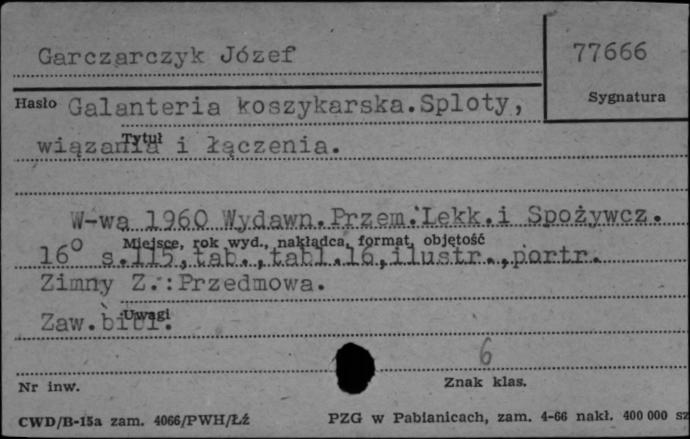 Garczarczyk Józef
77666
Hasło
Sygnatura
Galanteria koszykarska.Sploty,
Tytuł
wiązania i łączenia.
W-wa 1960 Wydawn.Przem.Lekk.i Spożywcz.
Miejsce, rok wyd., nakładca, format, objętość
16° s.115,tab.,tabl.16,ilustr.,portr.
Zimny Z.:Przedmowa.
Uwagi
Zaw.bibl.
6
Nr inw.
Znak klas.
CWD/B-15a zam. 4066/PWH/Łź
PZG w Pabianicach, zam. 4-66 nakł. 400 000 sz